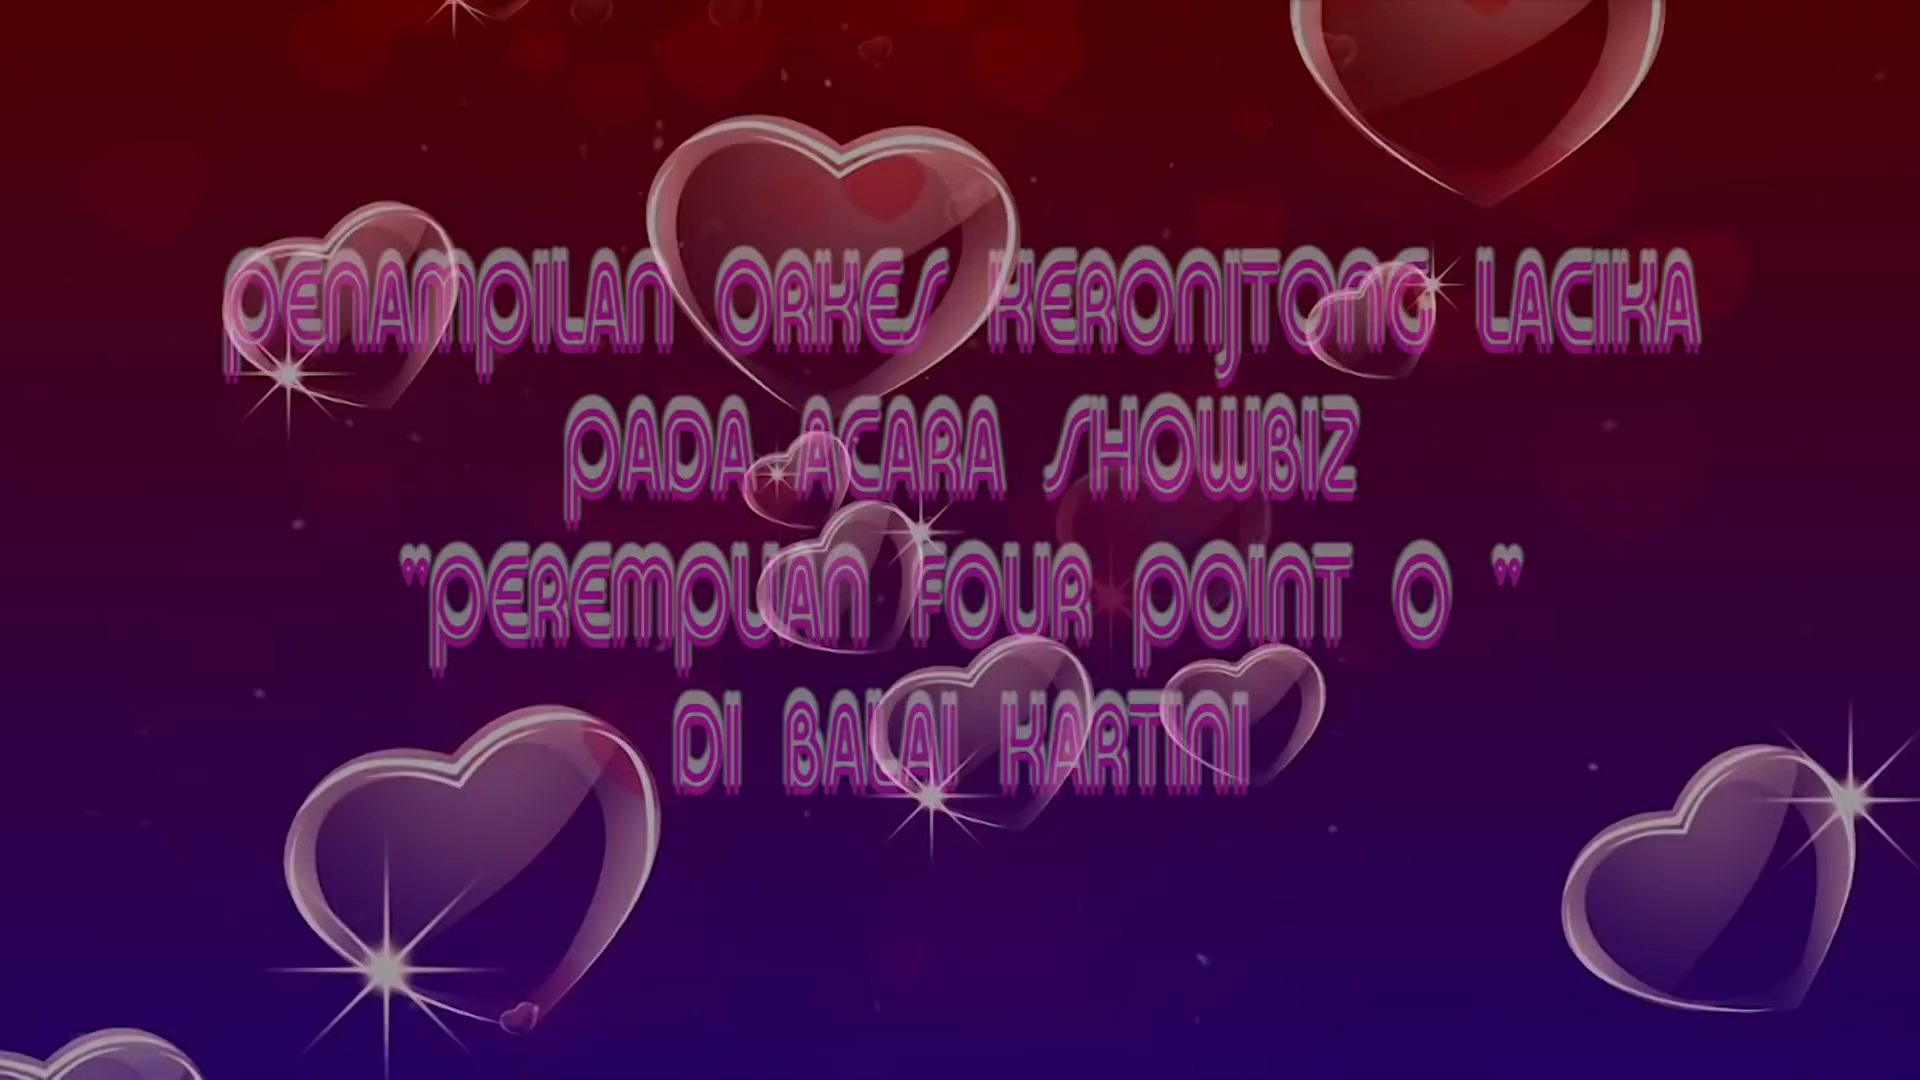 PENAMPILAN ORKES KERONJTONG LACIKA
PADA ACARA SHOWBIZ
"PEREMPUAN FOUR POINT O "
DI BALAI KARTINI